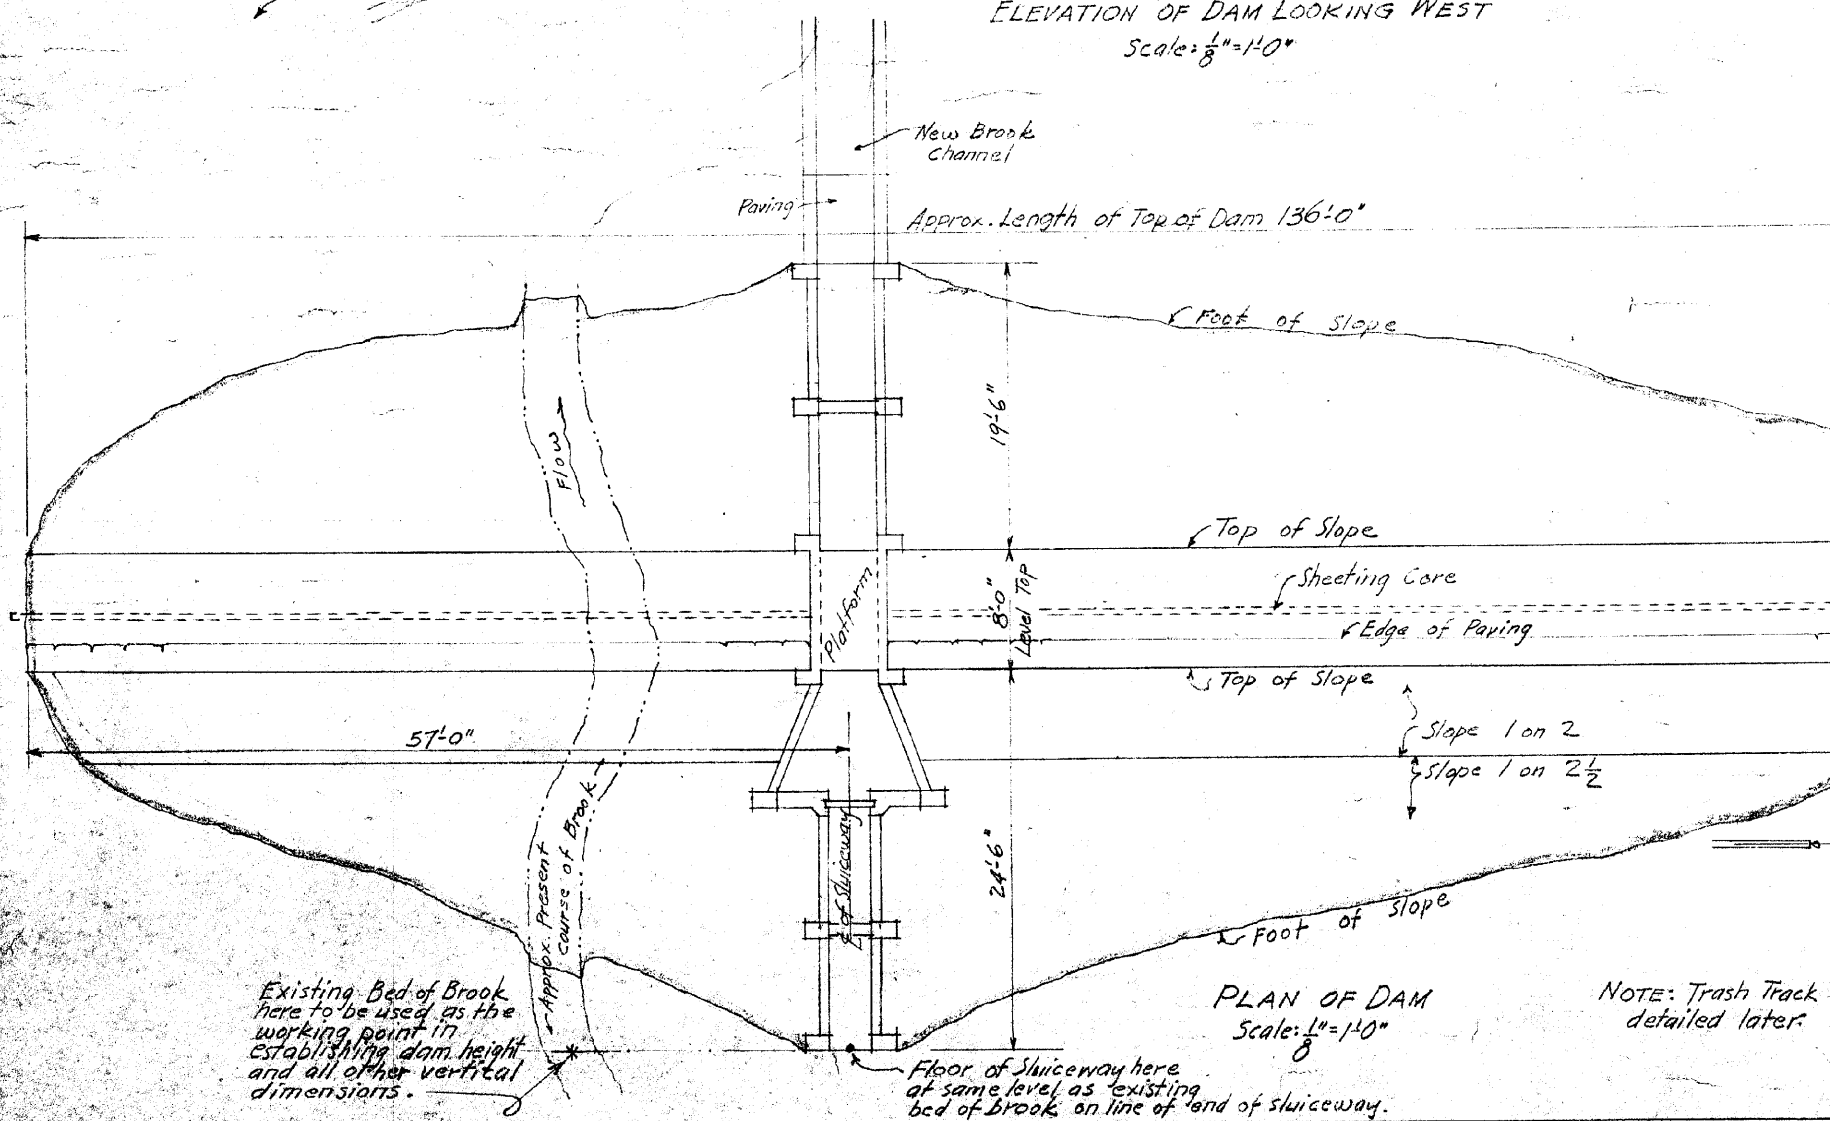 ELEVATION OF DAM LOOKING WEST
Scale: 1/8" = 1'-0"
New Brook
Channel
Paving
Approx. Length of Top of Dam 136'-0"
Foot of Slope
19'-6"
Flow
Top of Slope
Sheeting Core
8'-0"
Level Top
Platform
Edge of Paving
Top of Slope
57'-0"
Slope 1 on 2
Slope 1 on 2 1/2
Approx. Present
course of Brook
℄ of Sluiceway
24'-6"
Foot of Slope
Existing Bed of Brook
here to be used as the
working point in
establishing dam height
and all other vertical
dimensions.
PLAN OF DAM
Scale: 1/8" = 1'-0"
NOTE: Trash Track
detailed later.
Floor of Sluiceway here
at same level as existing
bed of brook on line of end of sluiceway.